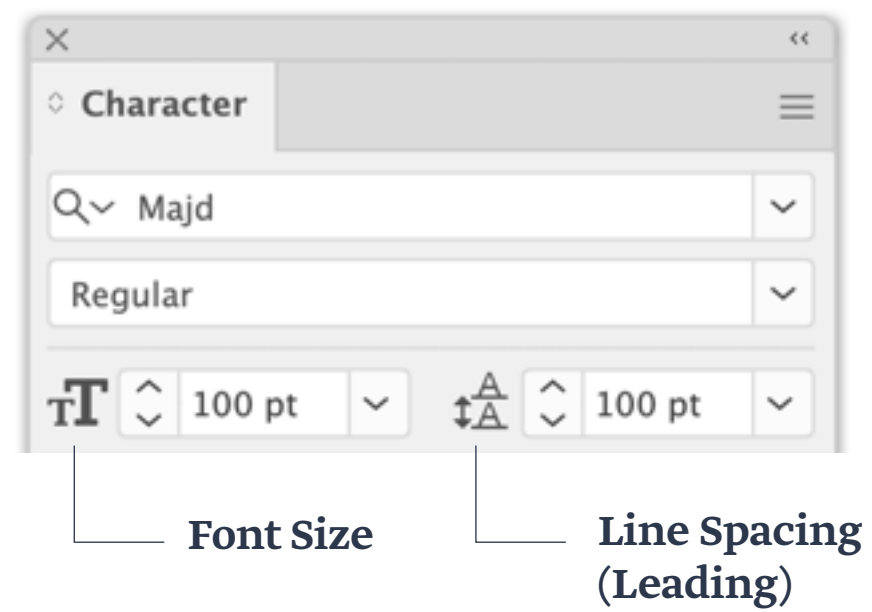 Character
Majd
Regular
100 pt
100 pt
Font Size
Line Spacing
(Leading)